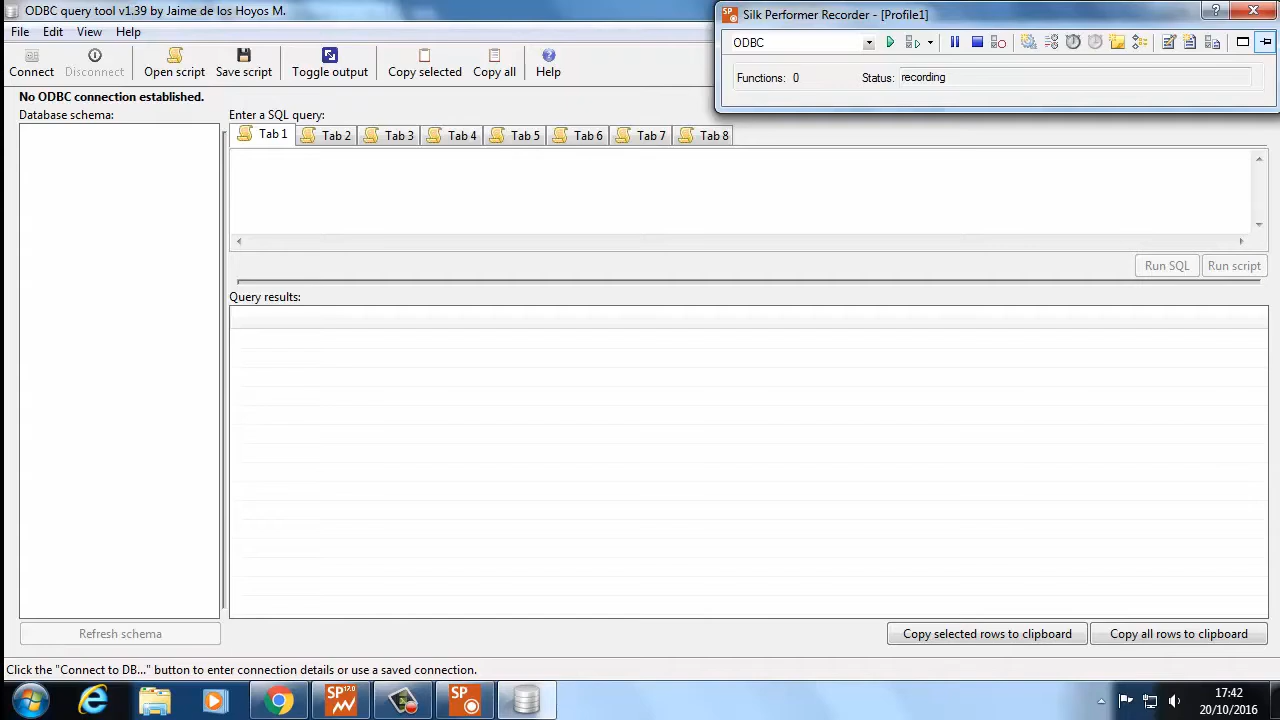 ODBC query tool v1.39 by Jaime de los Hoyos M.
File Edit View Help
Connect Disconnect Open script Save script Toggle output Copy selected Copy all Help
Silk Performer Recorder - [Profile1]
ODBC
Functions: 0 Status: recording
No ODBC connection established.
Database schema: Enter a SQL query:
Tab 1 Tab 2 Tab 3 Tab 4 Tab 5 Tab 6 Tab 7 Tab 8
Run SQL Run script
Query results:
Refresh schema Copy selected rows to clipboard Copy all rows to clipboard
Click the "Connect to DB..." button to enter connection details or use a saved connection.
SP 17.0 SP
17:42
20/10/2016